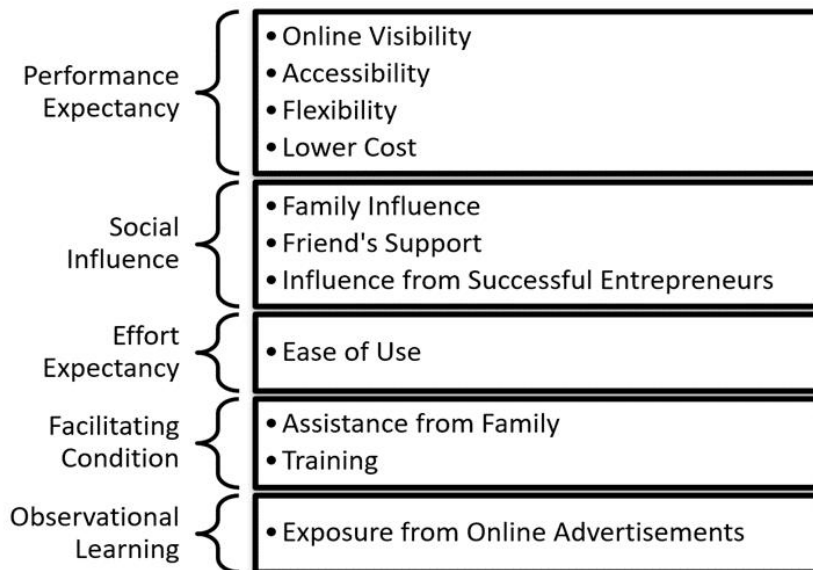 Performance
Expectancy
• Online Visibility
• Accessibility
• Flexibility
• Lower Cost
Social
Influence
• Family Influence
• Friend's Support
• Influence from Successful Entrepreneurs
Effort
Expectancy
• Ease of Use
Facilitating
Condition
• Assistance from Family
• Training
Observational
Learning
• Exposure from Online Advertisements